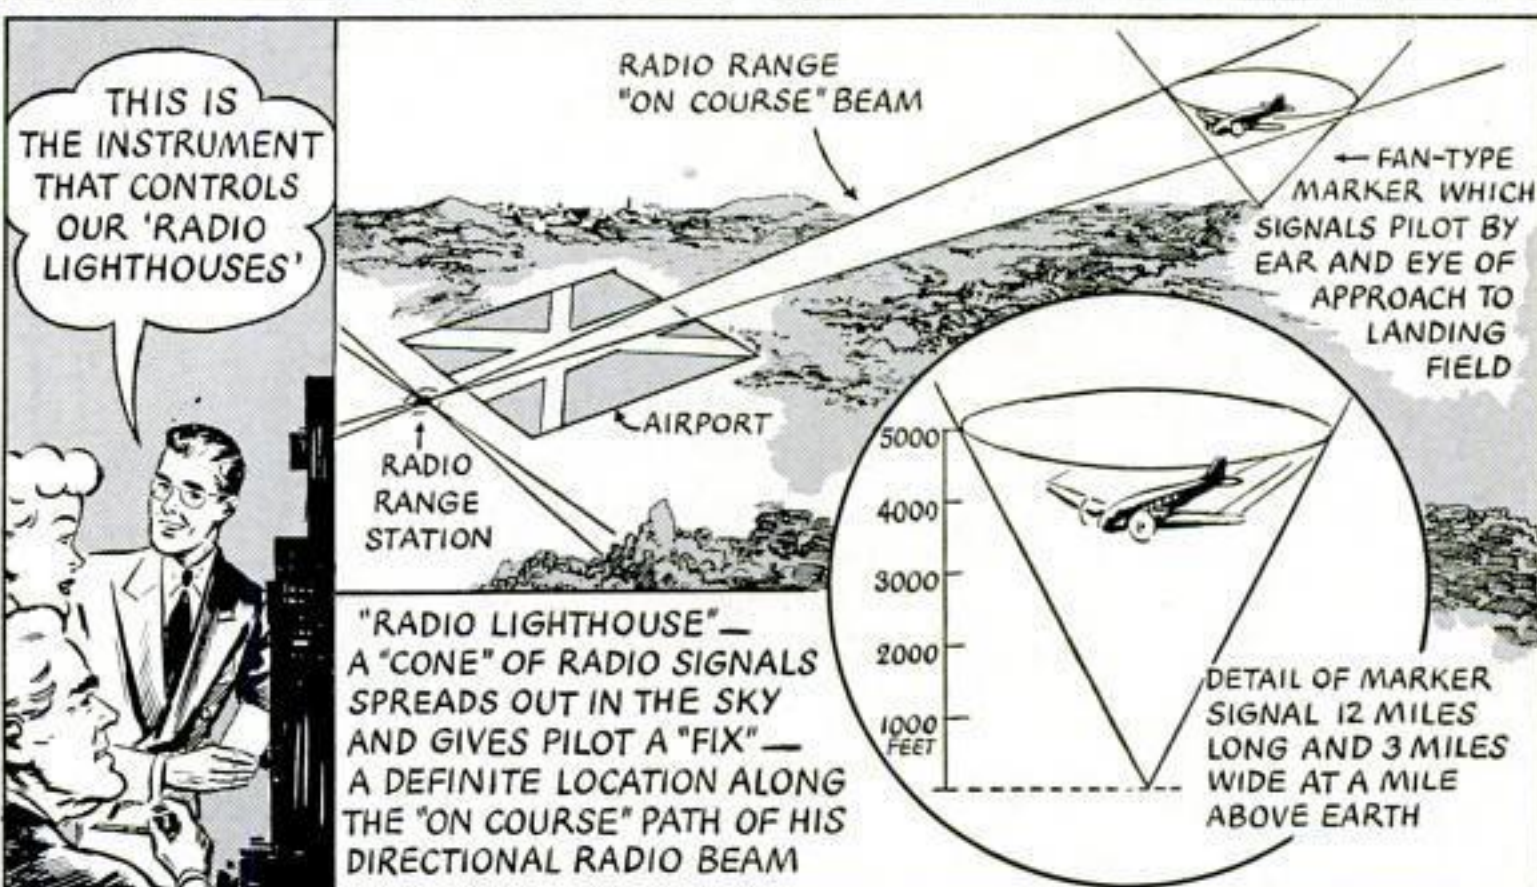 THIS IS
THE INSTRUMENT
THAT CONTROLS
OUR 'RADIO
LIGHTHOUSES'
RADIO RANGE
"ON COURSE" BEAM
← FAN-TYPE
MARKER WHICH
SIGNALS PILOT BY
EAR AND EYE OF
APPROACH TO
LANDING
FIELD
AIRPORT
RADIO
RANGE
STATION
"RADIO LIGHTHOUSE"—
A "CONE" OF RADIO SIGNALS
SPREADS OUT IN THE SKY
AND GIVES PILOT A "FIX"—
A DEFINITE LOCATION ALONG
THE "ON COURSE" PATH OF HIS
DIRECTIONAL RADIO BEAM
5000
4000
3000
2000
1000
FEET
DETAIL OF MARKER
SIGNAL 12 MILES
LONG AND 3 MILES
WIDE AT A MILE
ABOVE EARTH